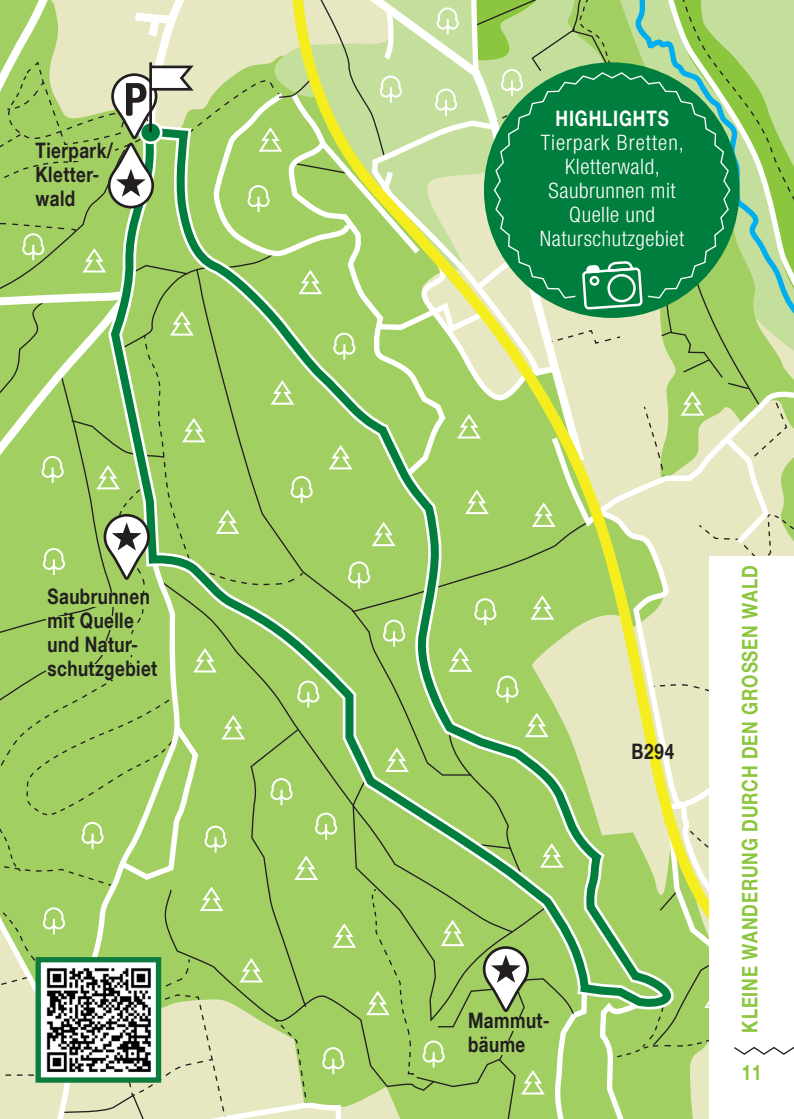 P
Tierpark/
Kletter-
wald
HIGHLIGHTS
Tierpark Bretten,
Kletterwald,
Saubrunnen mit
Quelle und
Naturschutzgebiet
Saubrunnen
mit Quelle
und Natur-
schutzgebiet
B294
Mammut-
bäume
KLEINE WANDERUNG DURCH DEN GROSSEN WALD
11